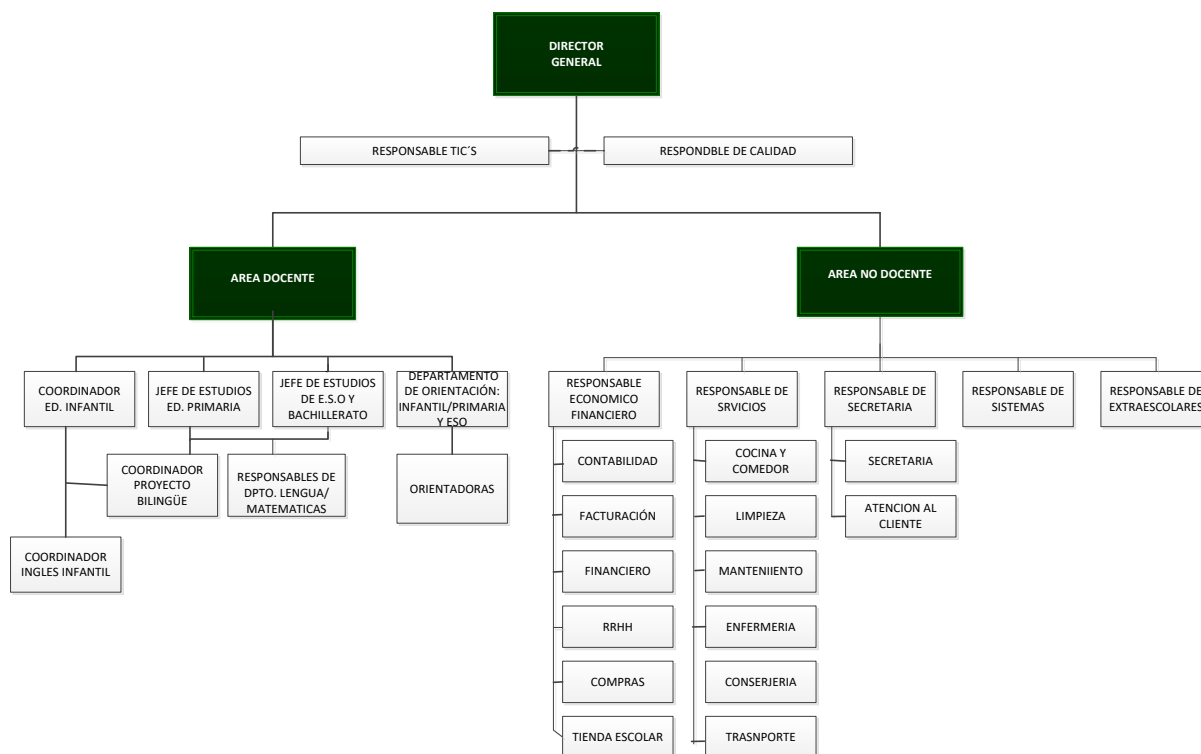 DIRECTOR
GENERAL
RESPONSABLE TIC´S
RESPONDBLE DE CALIDAD
AREA DOCENTE
AREA NO DOCENTE
COORDINADOR
ED. INFANTIL
JEFE DE ESTUDIOS
ED. PRIMARIA
JEFE DE ESTUDIOS
DE E.S.O Y
BACHILLERATO
DEPARTAMENTO
DE ORIENTACIÓN:
INFANTIL/PRIMARIA
Y ESO
RESPONSABLE
ECONOMICO
FINANCIERO
RESPONSABLE DE
SRVICIOS
RESPONSABLE DE
SECRETARIA
RESPONSABLE DE
SISTEMAS
RESPONSABLE DE
EXTRAESCOLARES
COORDINADOR
PROYECTO
BILINGÜE
RESPONSABLES DE
DPTO. LENGUA/
MATEMATICAS
ORIENTADORAS
COORDINADOR
INGLES INFANTIL
CONTABILIDAD
FACTURACIÓN
FINANCIERO
RRHH
COMPRAS
TIENDA ESCOLAR
COCINA Y
COMEDOR
LIMPIEZA
MANTENIIENTO
ENFERMERIA
CONSERJERIA
TRASNPORTE
SECRETARIA
ATENCION AL
CLIENTE